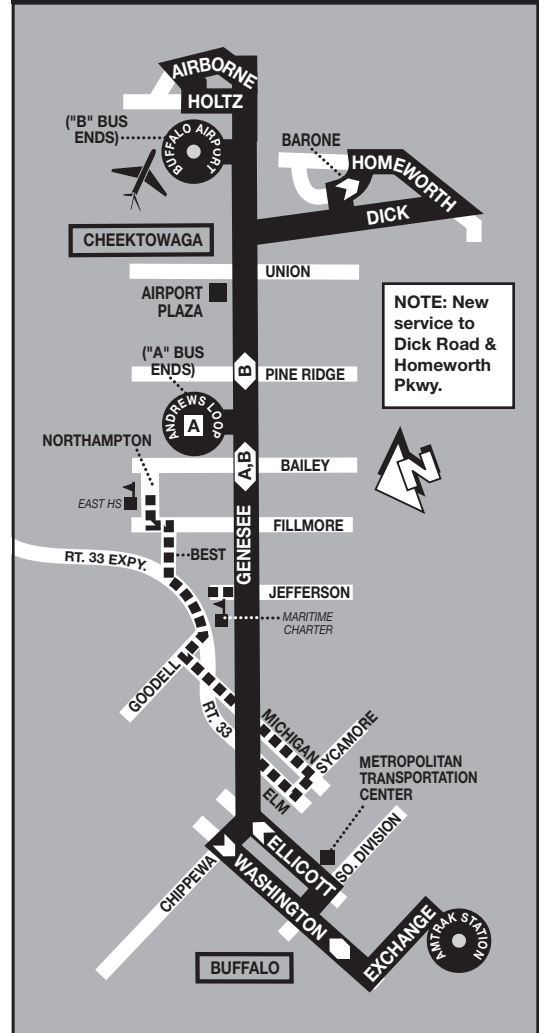 AIRBORNE
HOLTZ
("B" BUS
ENDS)
BUFFALO AIRPORT
BARONE
HOMEWORTH
DICK
CHEEKTOWAGA
UNION
AIRPORT
PLAZA
NOTE: New
service to
Dick Road &
Homeworth
Pkwy.
("A" BUS
ENDS)
B
PINE RIDGE
ANDREWS LOOP
A
N
NORTHAMPTON
A,B
BAILEY
EAST HS
FILLMORE
GENESEE
BEST
RT. 33 EXPY.
JEFFERSON
MARITIME
CHARTER
GOODELL
RT. 33
MICHIGAN
SYCAMORE
ELM
METROPOLITAN
TRANSPORTATION
CENTER
ELLICOTT
SO. DIVISION
CHIPPEWA
WASHINGTON
EXCHANGE
AMTRAK STATION
BUFFALO